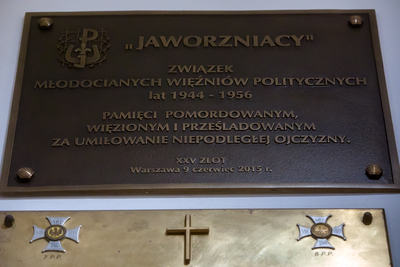 „JAWORZNIACY"
ZWIĄZEK
MŁODOCIANYCH WIĘŹNIÓW POLITYCZNYCH
lat 1944 - 1956
PAMIĘCI POMORDOWANYM,
WIĘZIONYM I PRZEŚLADOWANYM
ZA UMIŁOWANIE NIEPODLEGŁEJ OJCZYZNY.
XXV ZLOT
Warszawa 9 czerwiec 2015 r.